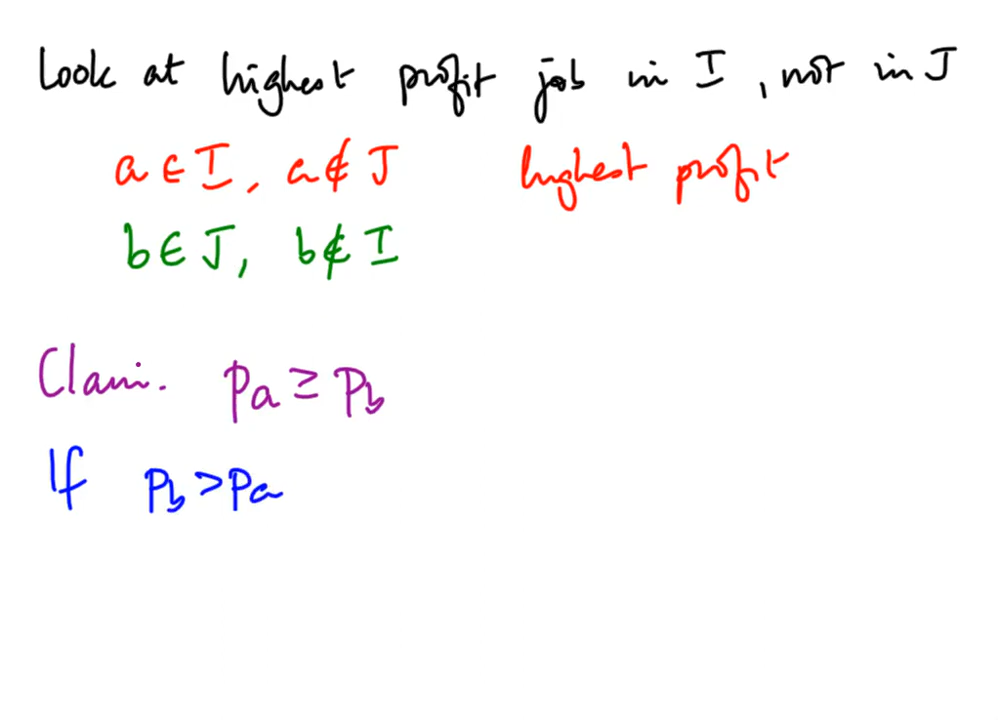 Look at highest profit job in I, not in J
a ∈ I, a ∉ J highest profit
b ∈ J, b ∉ I
Claim. pa ≥ pb
If pb > pa